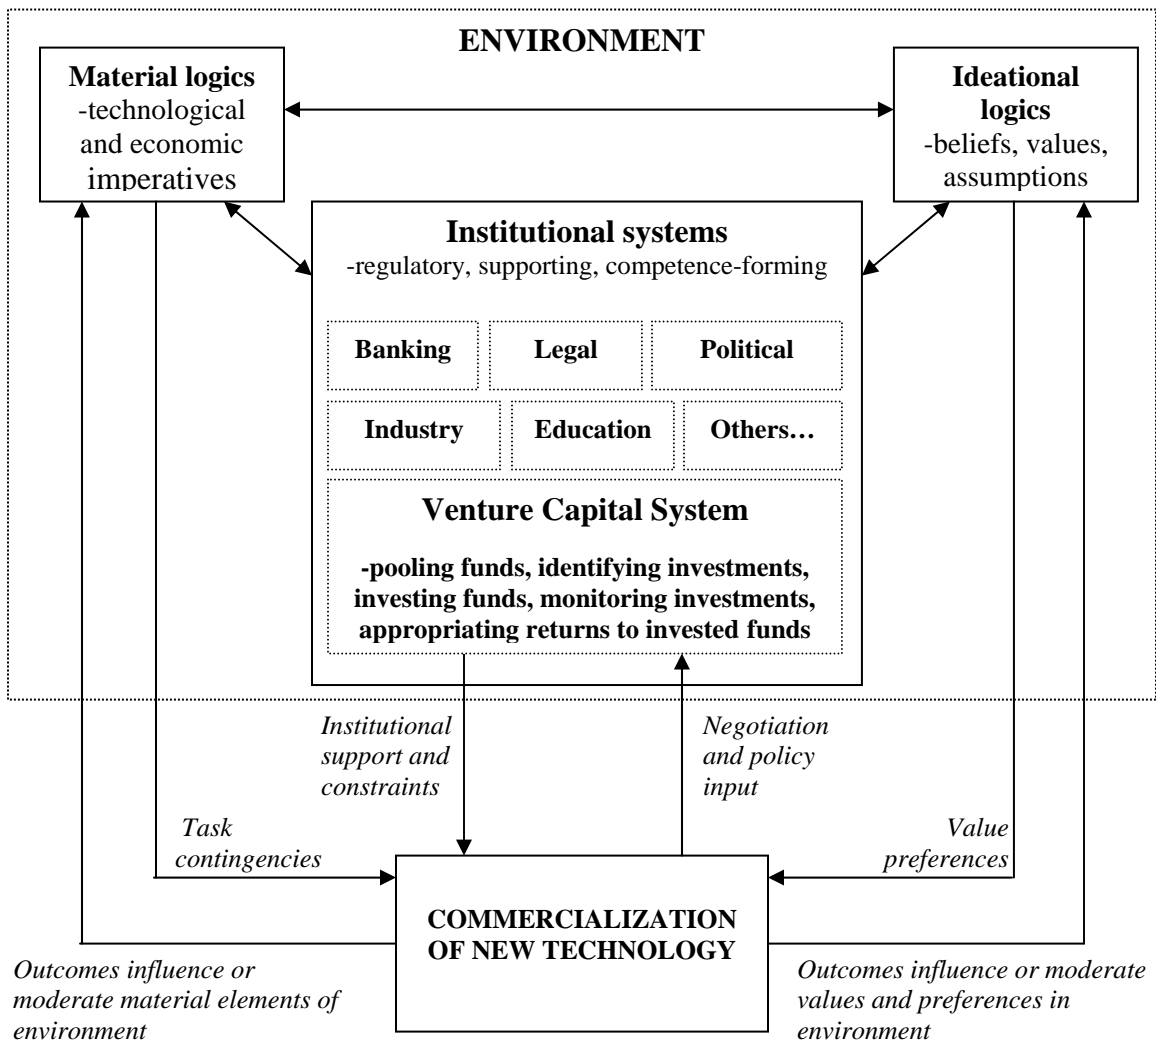 ENVIRONMENT
Material logics
-technological
and economic
imperatives
Ideational
logics
-beliefs, values,
assumptions
Institutional systems
-regulatory, supporting, competence-forming
Banking
Legal
Political
Industry
Education
Others…
Venture Capital System
-pooling funds, identifying investments,
investing funds, monitoring investments,
appropriating returns to invested funds
Institutional
support and
constraints
Negotiation
and policy
input
Task
contingencies
Value
preferences
COMMERCIALIZATION
OF NEW TECHNOLOGY
Outcomes influence or
moderate material elements of
environment
Outcomes influence or moderate
values and preferences in
environment